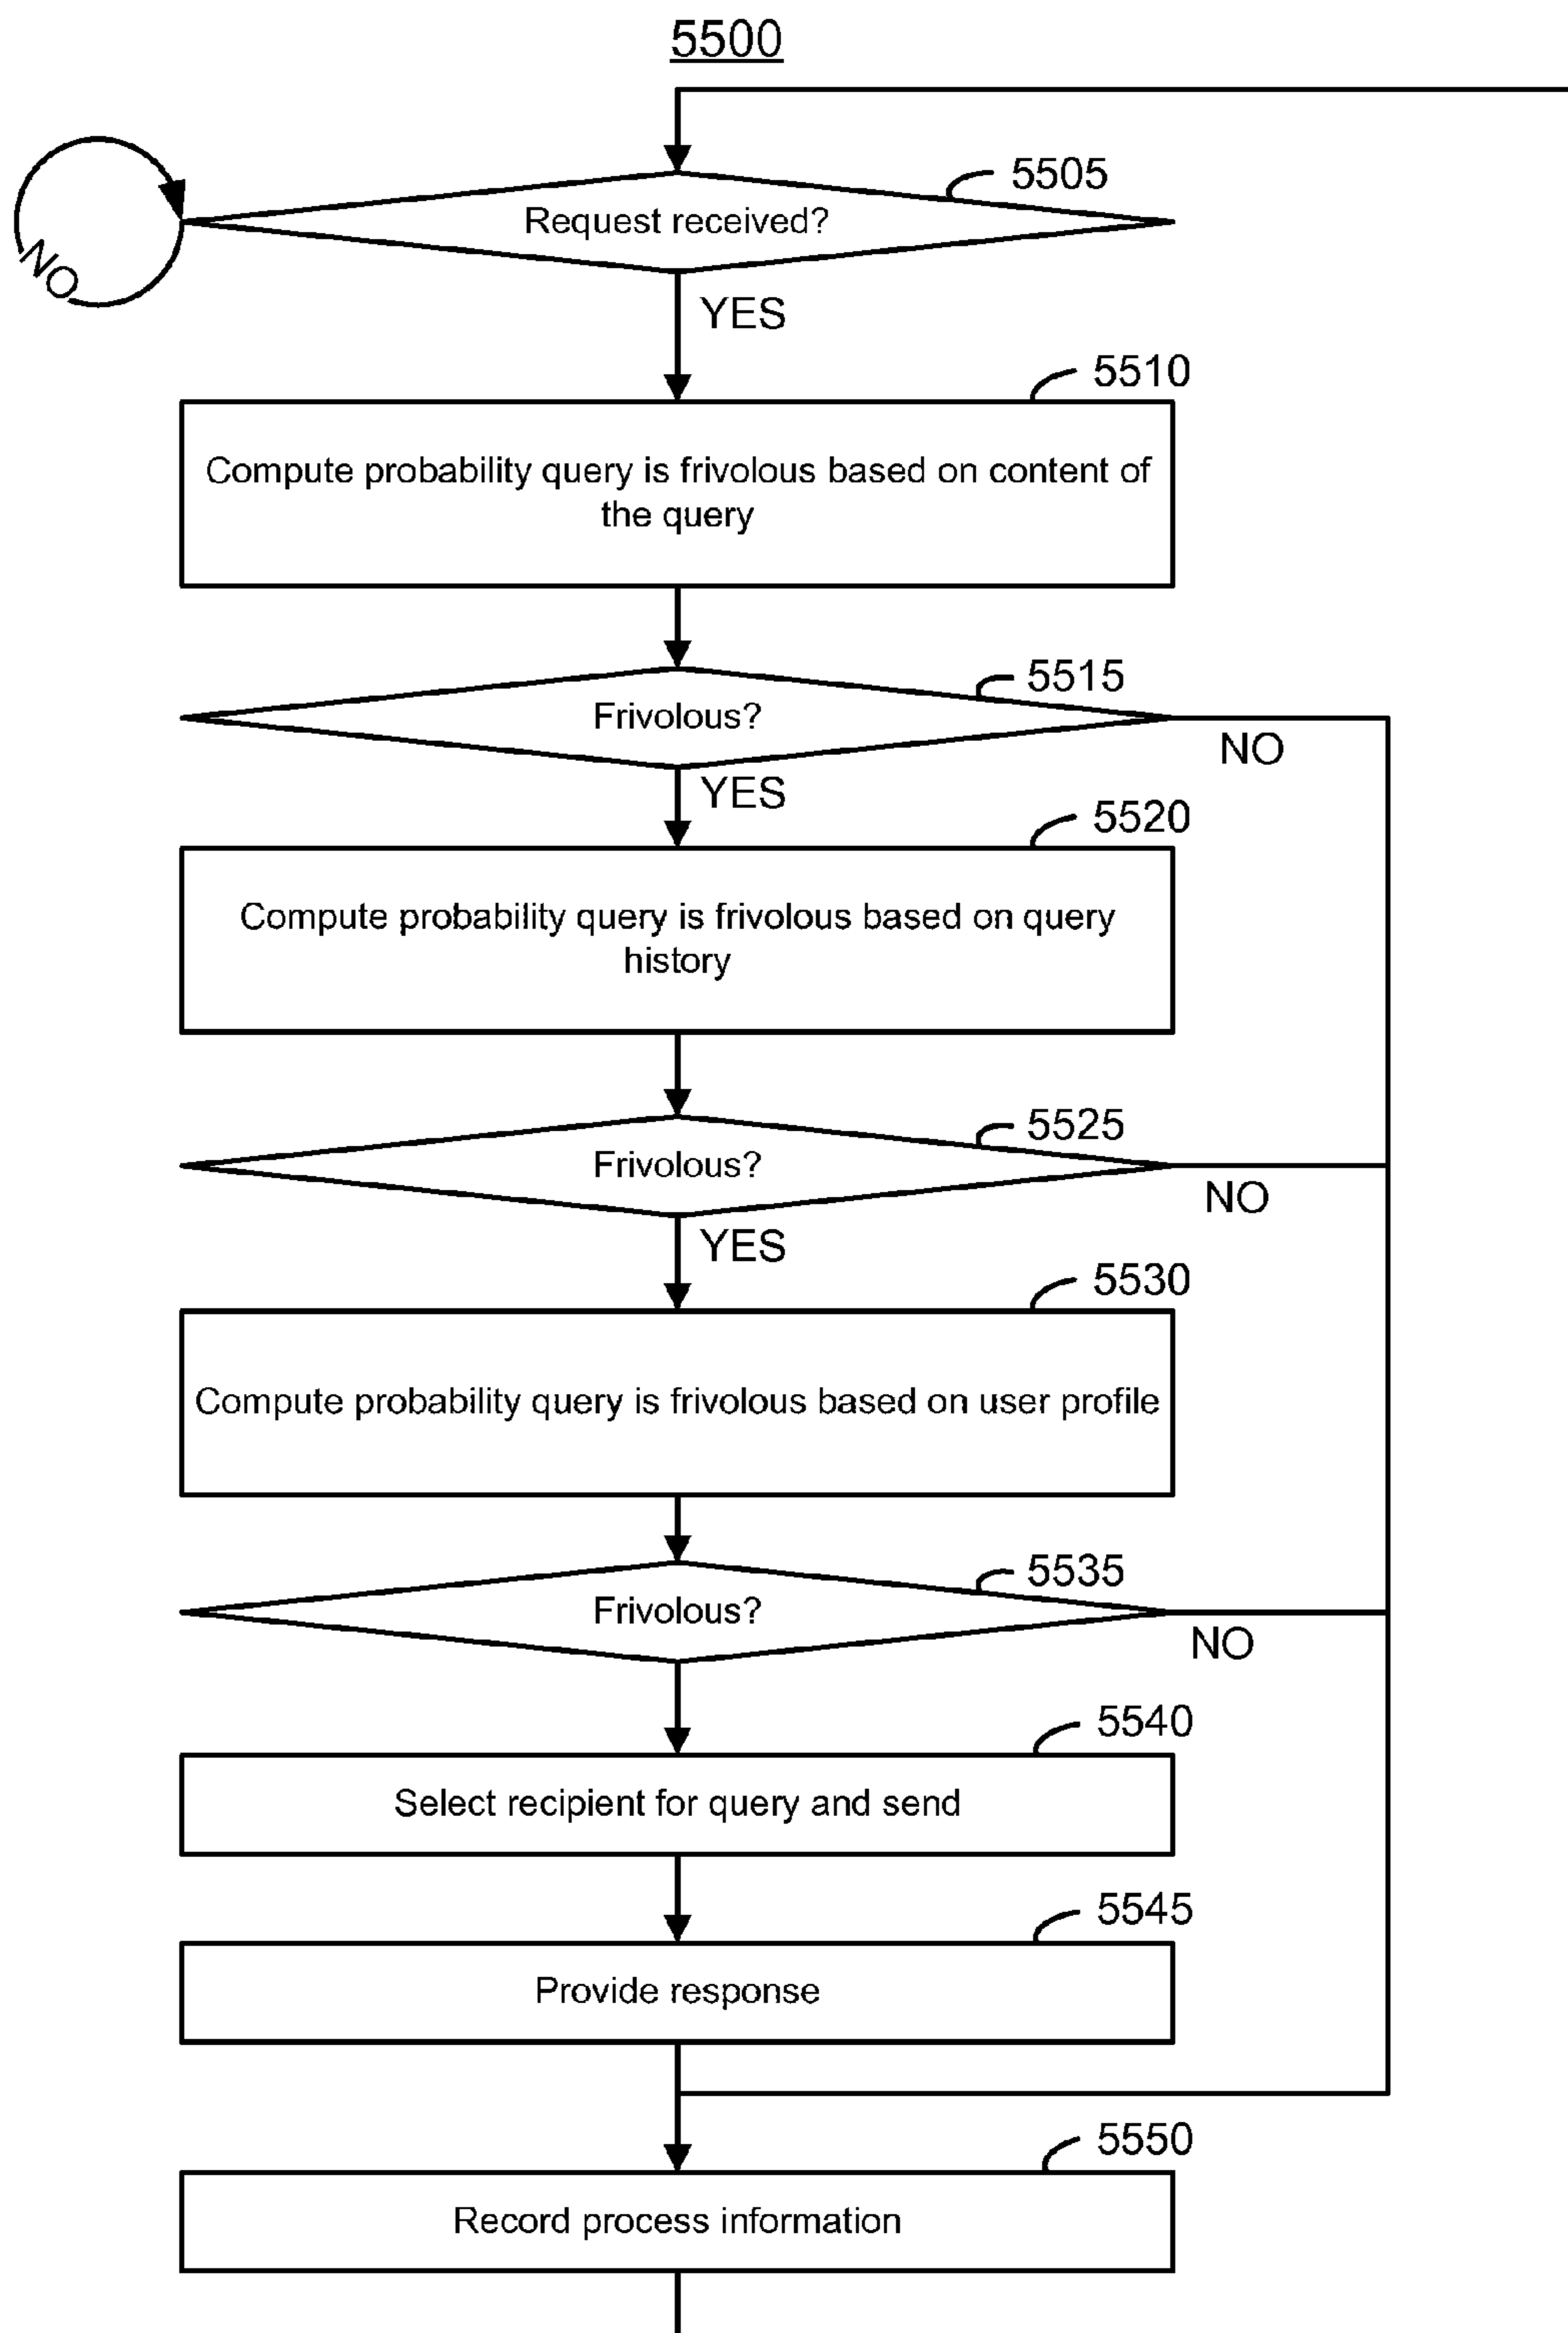 5500
5505
Request received?
NO
YES
5510
Compute probability query is frivolous based on content of
the query
5515
Frivolous?
NO
YES
5520
Compute probability query is frivolous based on query
history
5525
Frivolous?
NO
YES
5530
Compute probability query is frivolous based on user profile
5535
Frivolous?
NO
5540
Select recipient for query and send
5545
Provide response
5550
Record process information